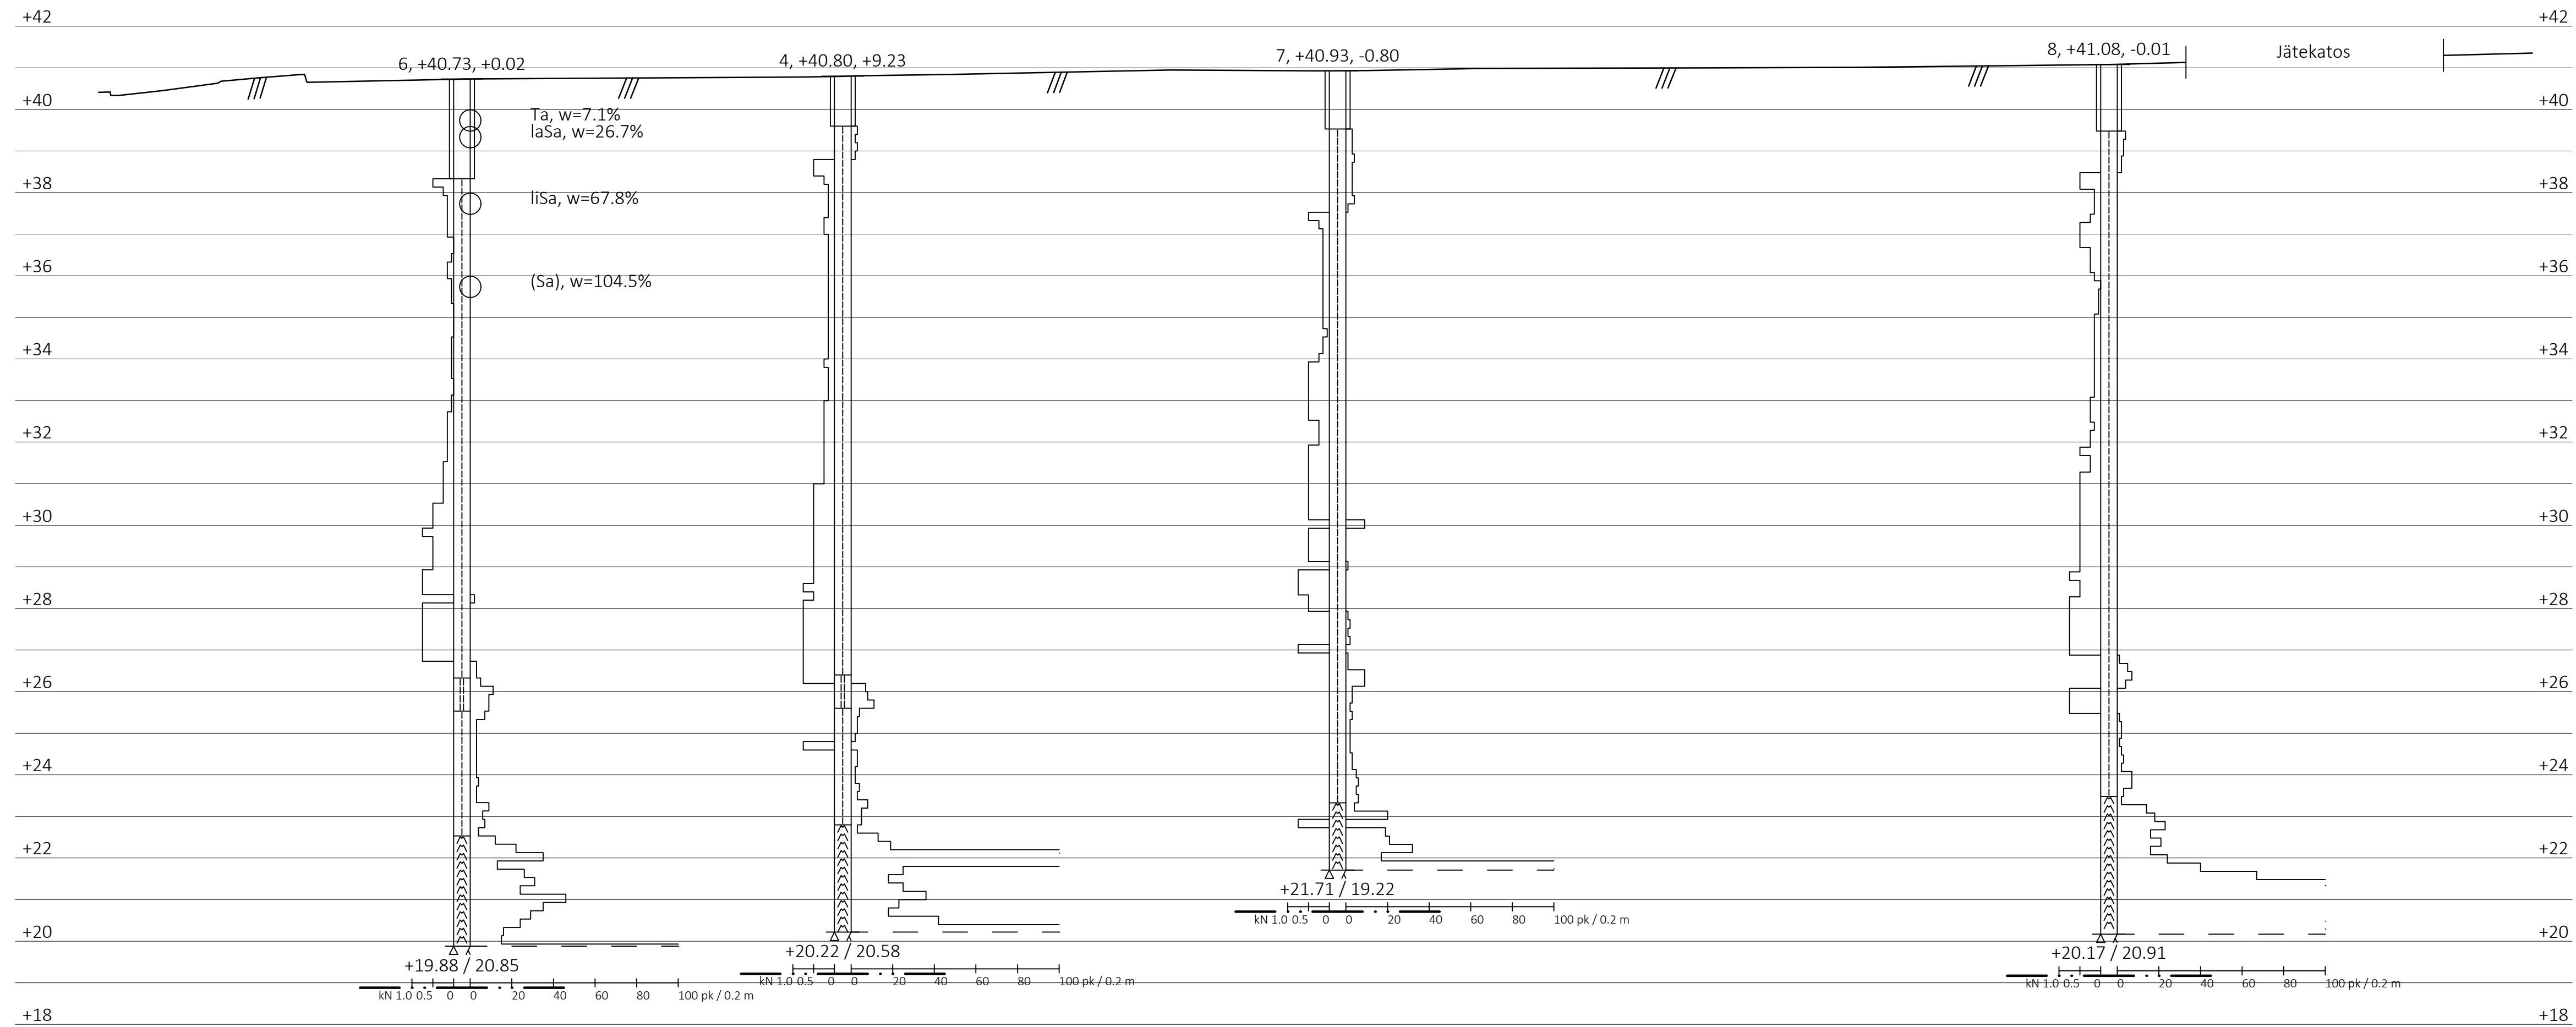 +42
+42
6, +40.73, +0.02
4, +40.80, +9.23
7, +40.93, -0.80
8, +41.08, -0.01
Jätekatos
+40
+40
Ta, w=7.1%
laSa, w=26.7%
+38
+38
liSa, w=67.8%
+36
+36
(Sa), w=104.5%
+34
+34
+32
+32
+30
+30
+28
+28
+26
+26
+24
+24
+22
+22
+21.71 / 19.22
kN 1.0 0.5 0 0 20 40 60 80 100 pk / 0.2 m
+20
+20
+20.22 / 20.58
kN 1.0 0.5 0 0 20 40 60 80 100 pk / 0.2 m
+20.17 / 20.91
kN 1.0 0.5 0 0 20 40 60 80 100 pk / 0.2 m
+19.88 / 20.85
kN 1.0 0.5 0 0 20 40 60 80 100 pk / 0.2 m
+18
+18